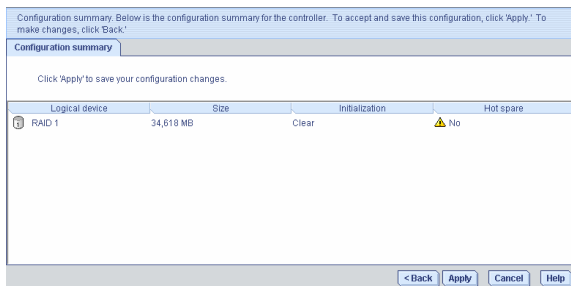 Configuration summary. Below is the configuration summary for the controller. To accept and save this configuration, click 'Apply.' To
make changes, click 'Back.'
Configuration summary
Click 'Apply' to save your configuration changes.
Logical device Size Initialization Hot spare
RAID 1 34,618 MB Clear No
< Back Apply Cancel Help